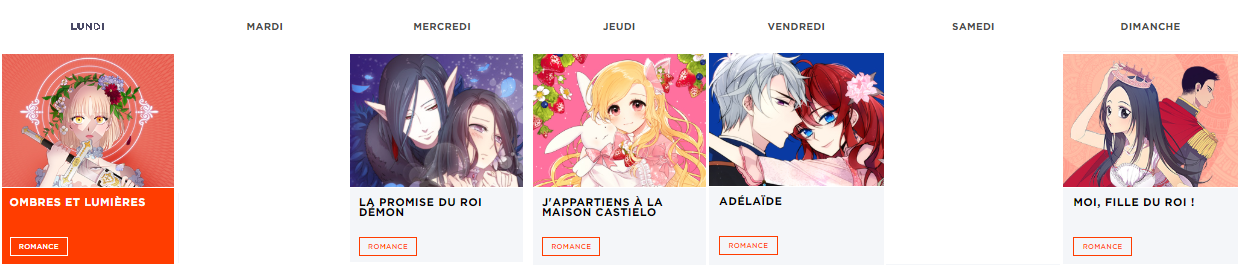 LUNDI
MARDI
MERCREDI
JEUDI
VENDREDI
SAMEDI
DIMANCHE
OMBRES ET LUMIÈRES
ROMANCE
LA PROMISE DU ROI
DÉMON
ROMANCE
J'APPARTIENS À LA
MAISON CASTIELO
ROMANCE
ADÉLAÏDE
ROMANCE
MOI, FILLE DU ROI !
ROMANCE